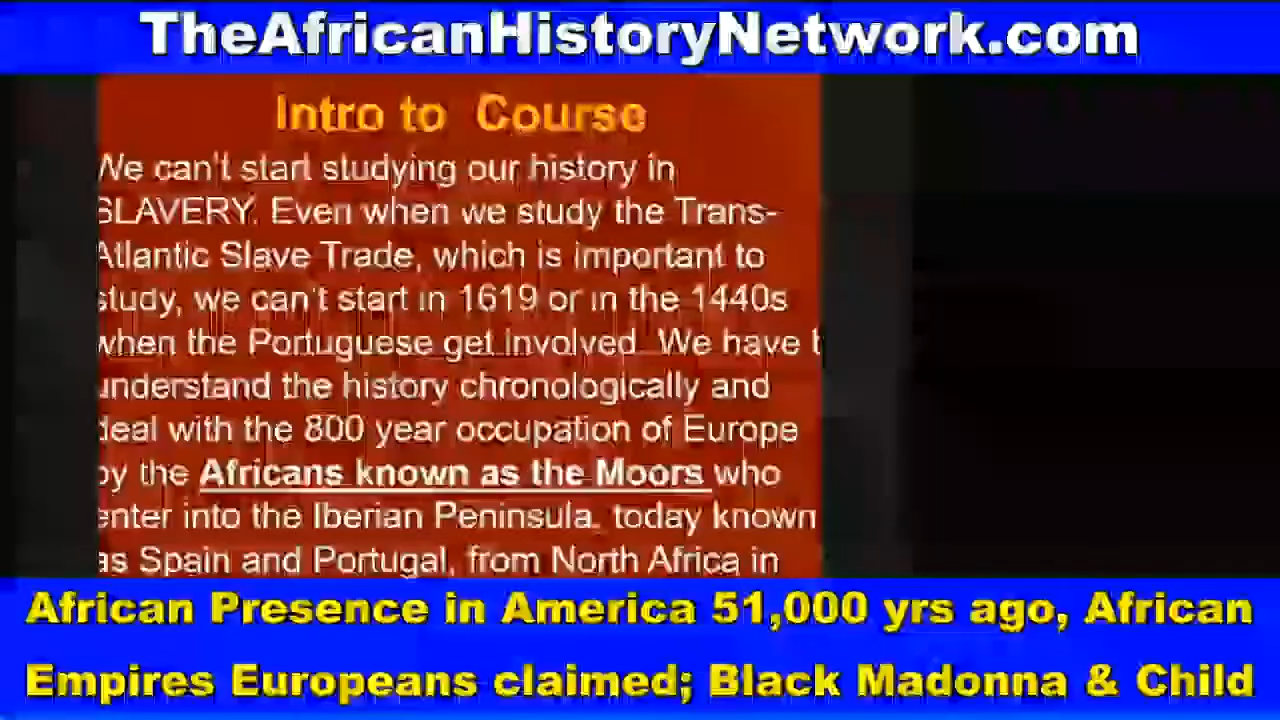 TheAfricanHistoryNetwork.com
Intro to Course
We can't start studying our history in
SLAVERY. Even when we study the Trans-
Atlantic Slave Trade, which is important to
study, we can't start in 1619 or in the 1440s
when the Portuguese get involved. We have t
understand the history chronologically and
deal with the 800 year occupation of Europe
by the Africans known as the Moors who
enter into the Iberian Peninsula, today known
as Spain and Portugal, from North Africa in
African Presence in America 51,000 yrs ago, African
Empires Europeans claimed; Black Madonna & Child